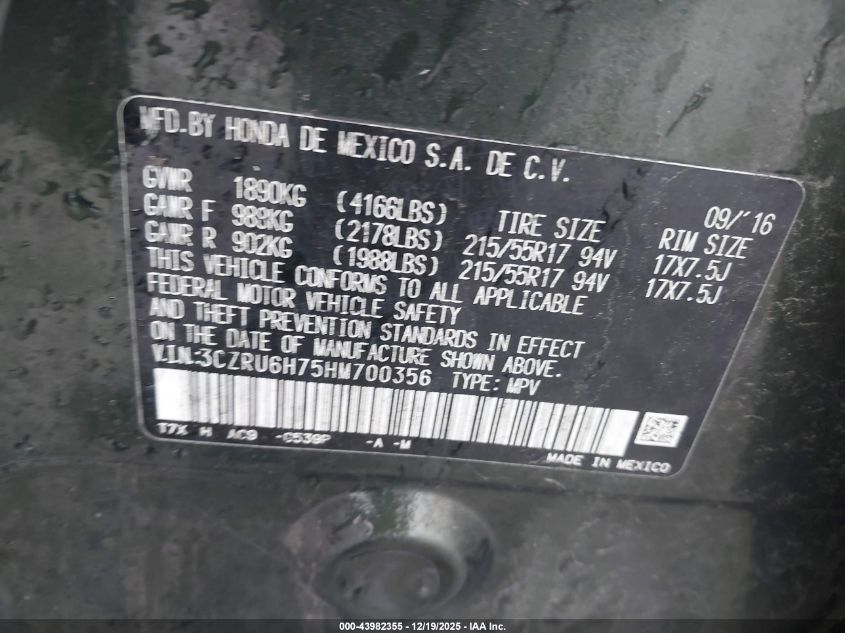 MFD.BY HONDA DE MEXICO S.A. DE C.V.
09/'16
GVWR 1890KG (4166LBS) TIRE SIZE RIM SIZE
GAWR F 988KG (2178LBS) 215/55R17 94V 17X7.5J
GAWR R 902KG (1988LBS) 215/55R17 94V 17X7.5J
THIS VEHICLE CONFORMS TO ALL APPLICABLE
FEDERAL MOTOR VEHICLE SAFETY
AND THEFT PREVENTION STANDARDS IN EFFECT
ON THE DATE OF MANUFACTURE SHOWN ABOVE.
V.I.N.:3CZRU6H75HM700356 TYPE: MPV
T7X H AC9 -C539P -A -M
MADE IN MEXICO
000-43982355 - 12/19/2025 - IAA Inc.